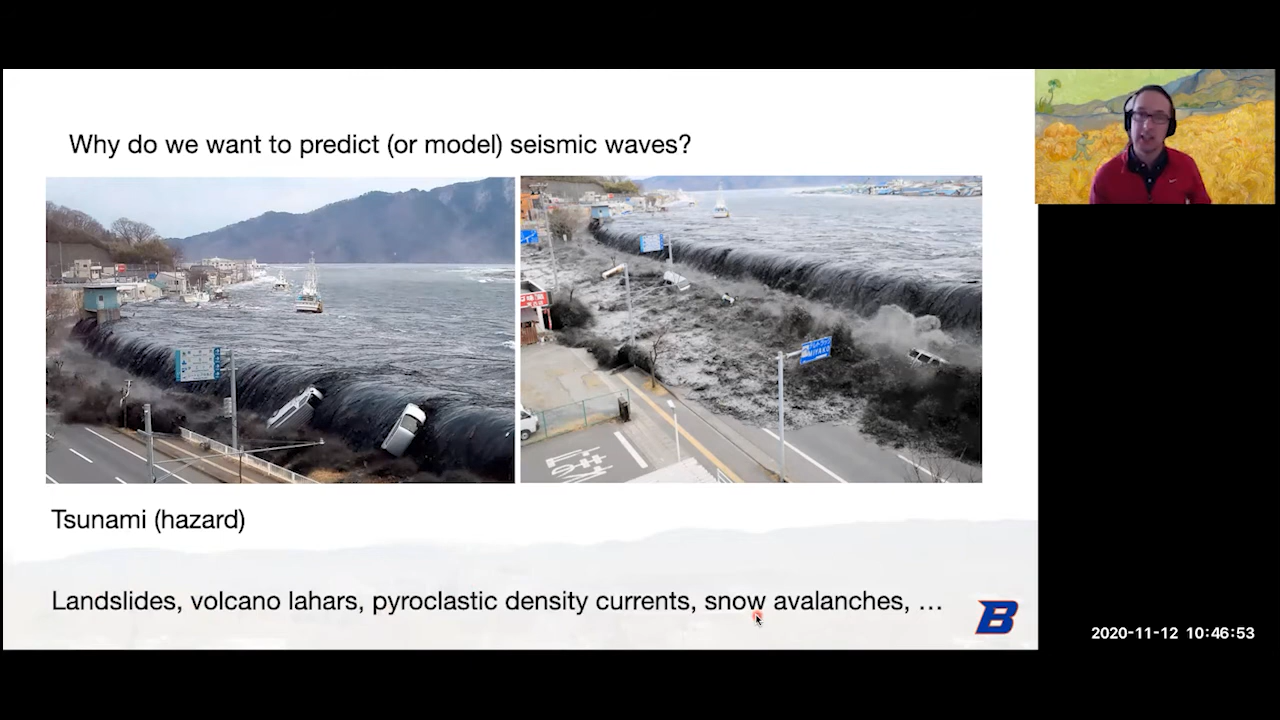 Why do we want to predict (or model) seismic waves?
MIYAKO
Tsunami (hazard)
Landslides, volcano lahars, pyroclastic density currents, snow avalanches, …
B
2020-11-12 10:46:53